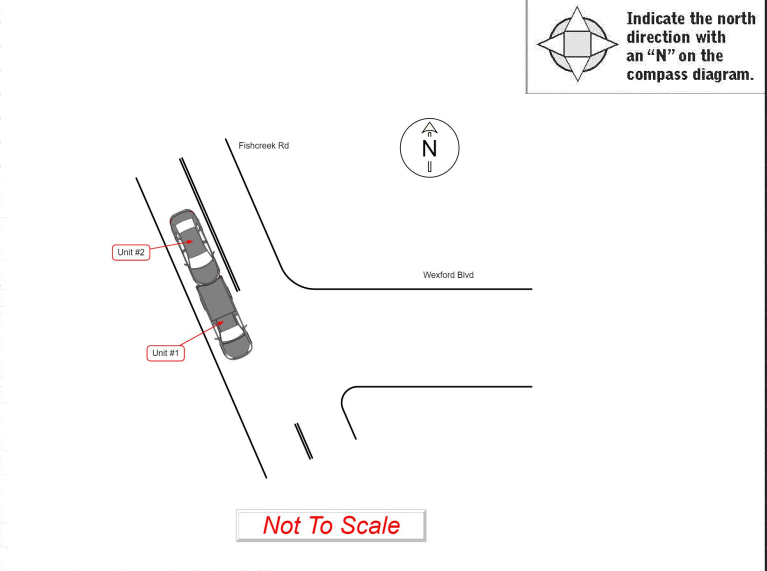 Indicate the north
direction with
an “N” on the
compass diagram.
Fishcreek Rd
N
Unit #2
Wexford Blvd
Unit #1
Not To Scale